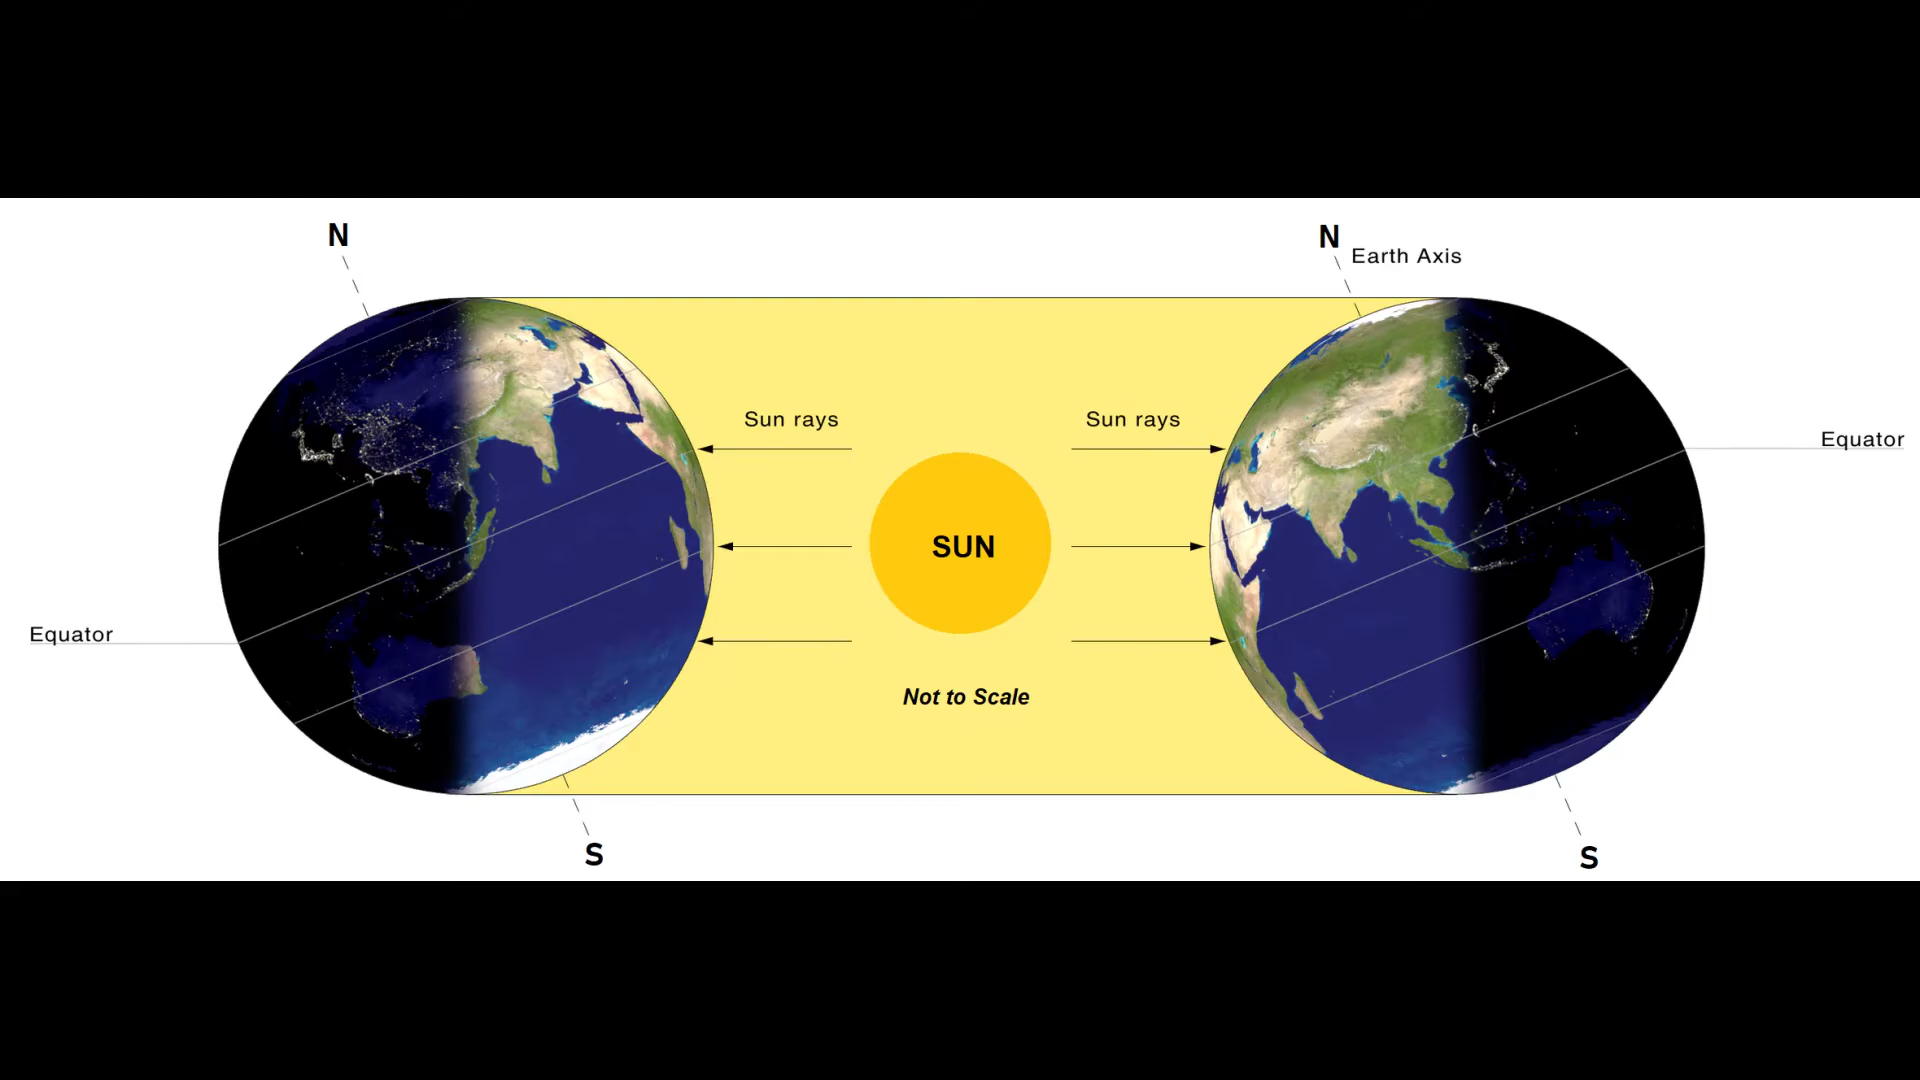 N
N
Earth Axis
Sun rays
Sun rays
Equator
SUN
Equator
Not to Scale
S
S